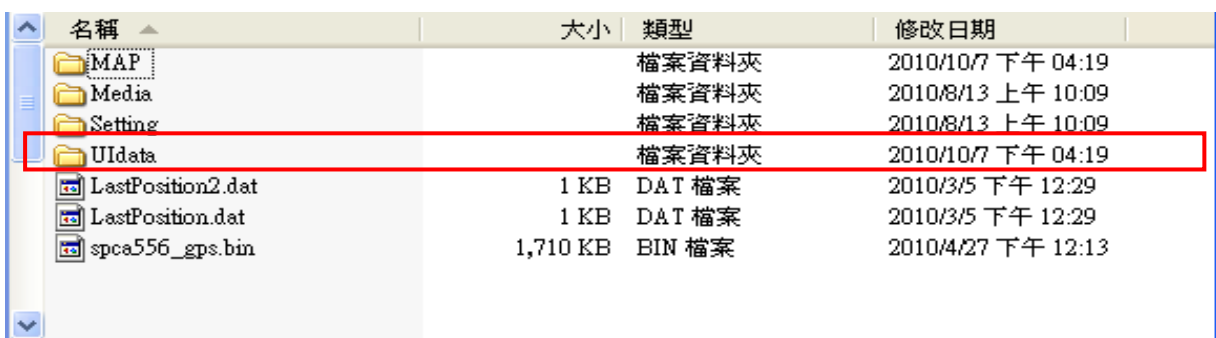 名稱 大小 類型 修改日期
MAP 檔案資料夾 2010/10/7 下午 04:19
Media 檔案資料夾 2010/8/13 上午 10:09
Setting 檔案資料夾 2010/8/13 上午 10:09
UIdata 檔案資料夾 2010/10/7 下午 04:19
LastPosition2.dat 1 KB DAT 檔案 2010/3/5 下午 12:29
LastPosition.dat 1 KB DAT 檔案 2010/3/5 下午 12:29
spca556_gps.bin 1,710 KB BIN 檔案 2010/4/27 下午 12:13